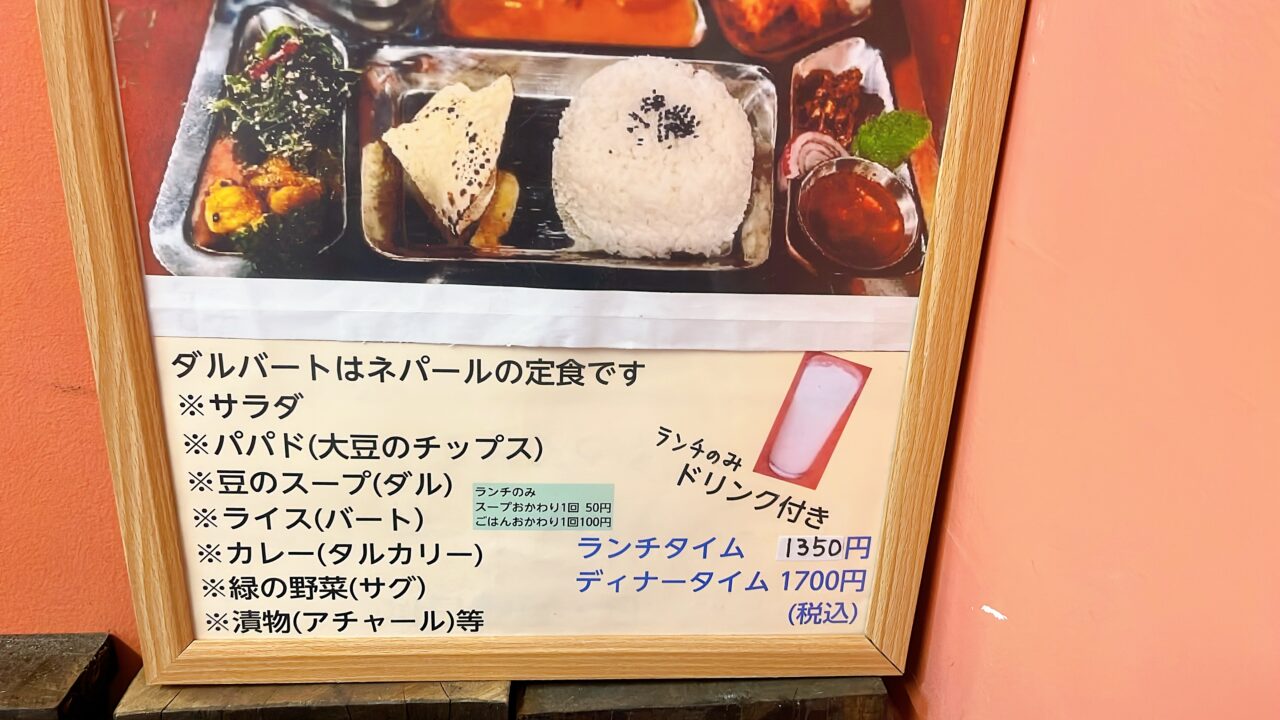 ダルバートはネパールの定食です
※サラダ
※パパド(大豆のチップス)
※豆のスープ(ダル)
※ライス(バート)
※カレー(タルカリー)
※緑の野菜(サグ)
※漬物(アチャール)等
ランチのみ
スープおかわり1回 50円
ごはんおかわり1回100円
ランチのみ
ドリンク付き
ランチタイム 1350円
ディナータイム 1700円
(税込)